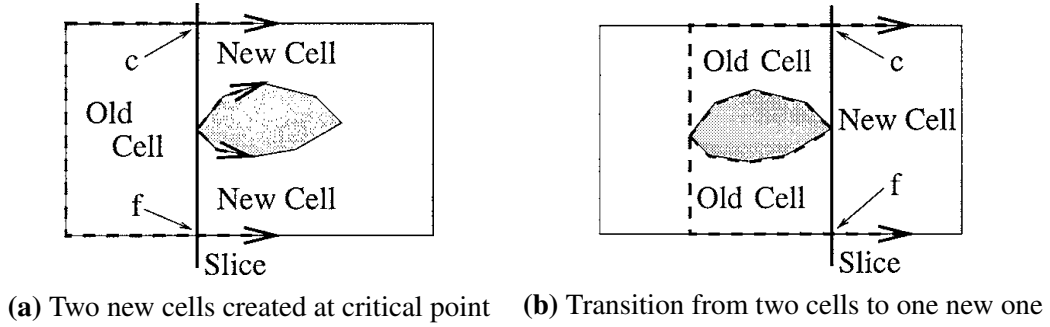 c
New Cell
Old
Cell
f
New Cell
Slice
(a) Two new cells created at critical point
Old Cell
c
New Cell
f
Old Cell
Slice
(b) Transition from two cells to one new one